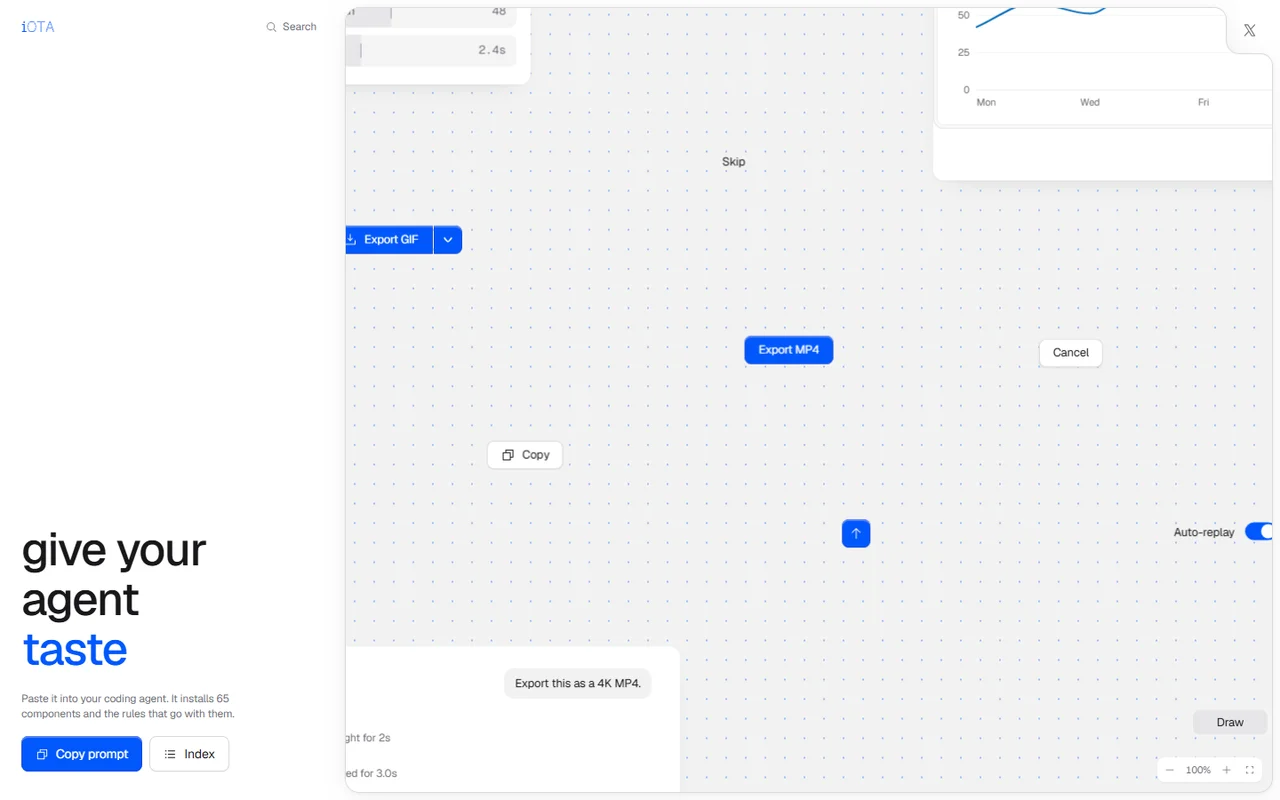 iOTA
Search
give your
agent
taste
Paste it into your coding agent. It installs 65
components and the rules that go with them.
Copy prompt
Index
48
2.4s
50
25
0
Mon
Wed
Fri
Skip
Export GIF
Export MP4
Cancel
Copy
Auto-replay
Export this as a 4K MP4.
ght for 2s
ed for 3.0s
Draw
100%